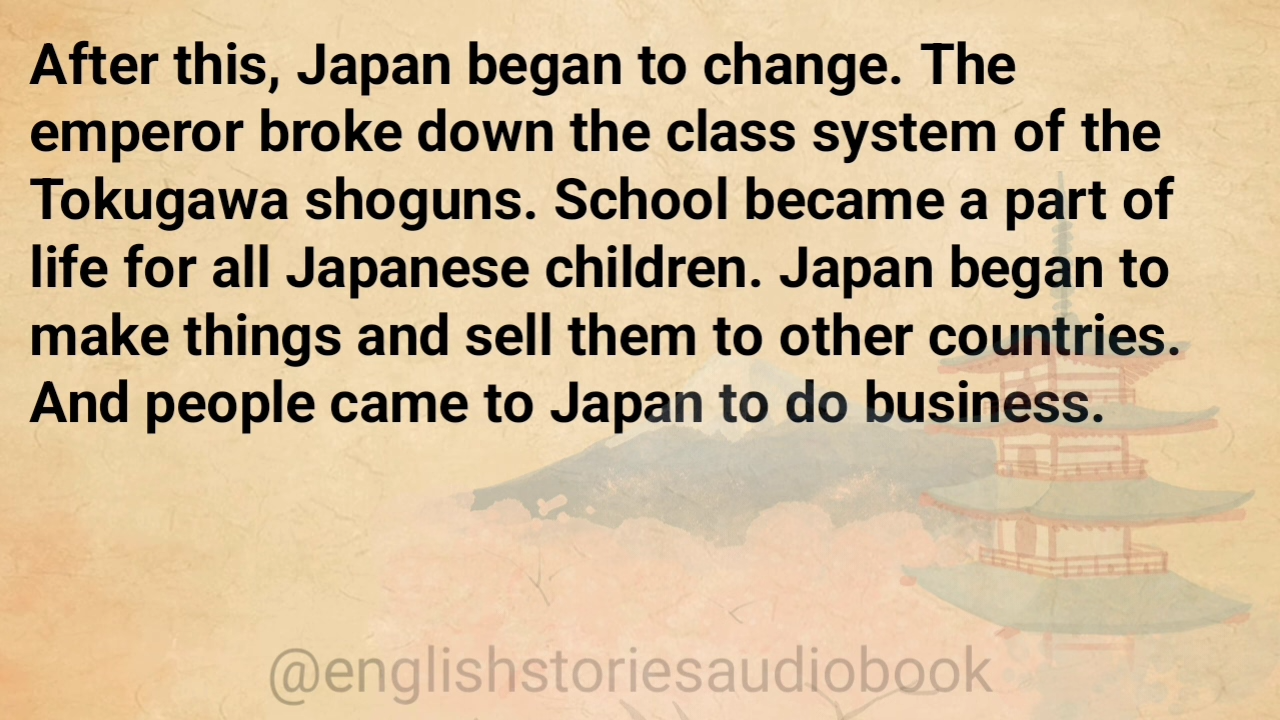 After this, Japan began to change. The
emperor broke down the class system of the
Tokugawa shoguns. School became a part of
life for all Japanese children. Japan began to
make things and sell them to other countries.
And people came to Japan to do business.
@englishstoriesaudiobook